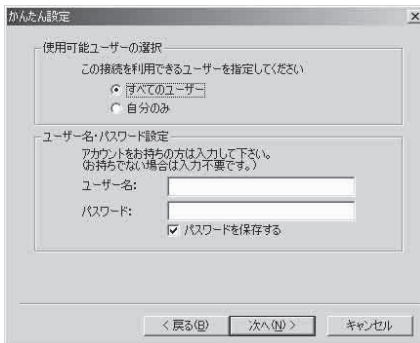 かんたん設定
使用可能ユーザーの選択
この接続を利用できるユーザーを指定してください
すべてのユーザー
自分のみ
ユーザー名・パスワード設定
アカウントをお持ちの方は入力して下さい。
(お持ちでない場合は入力不要です。)
ユーザー名:
パスワード:
パスワードを保存する
< 戻る(B)
次へ(N) >
キャンセル